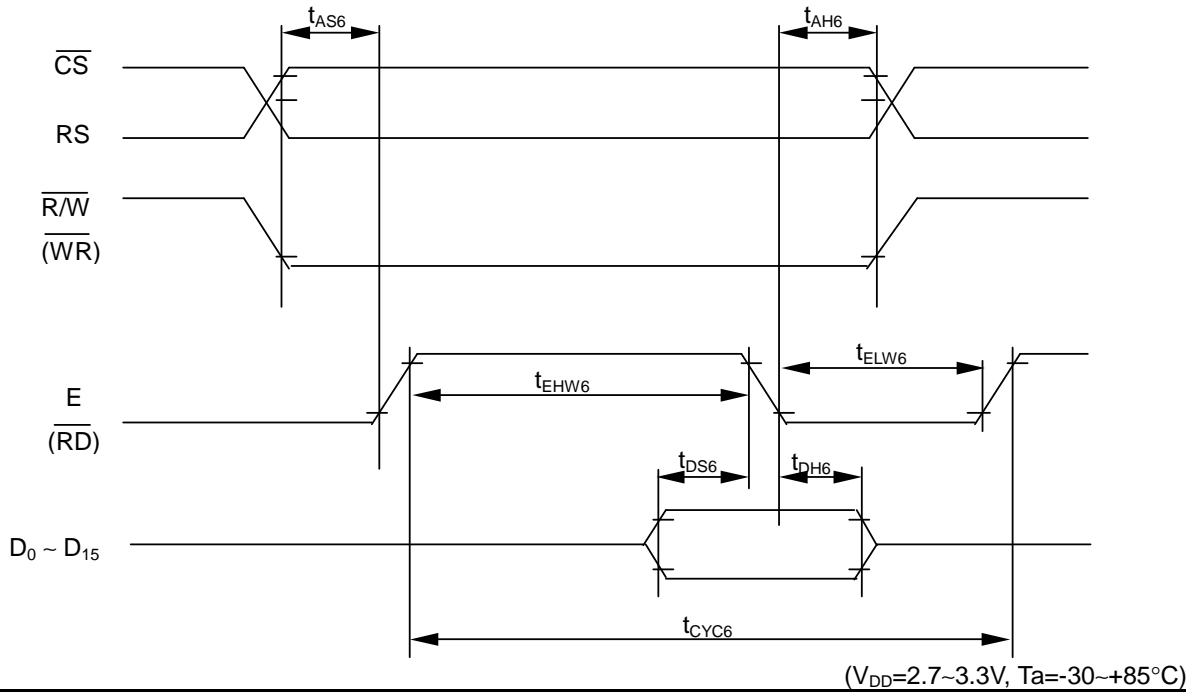 tAS6 tAH6
CS
RS
R/W
(WR)
tELW6
tEHW6
E
(RD)
tDS6 tDH6
D0 ~ D15
tCYC6
(VDD=2.7~3.3V, Ta=-30~+85°C)